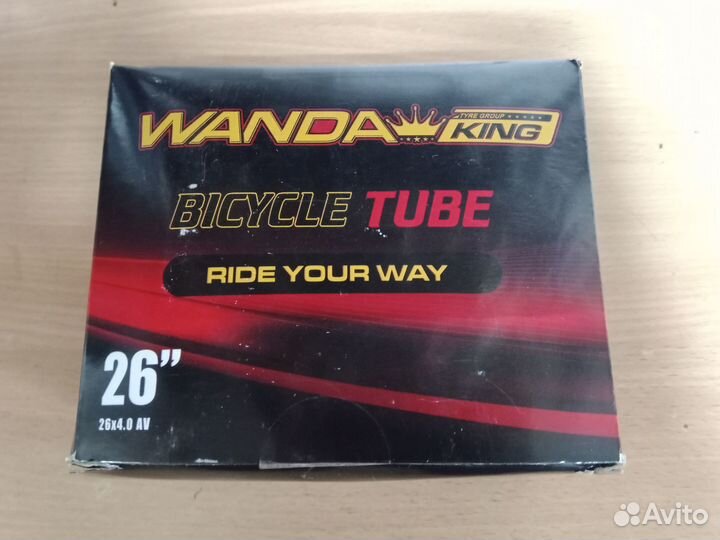 WANDA KING
TYRE GROUP
BICYCLE TUBE
RIDE YOUR WAY
26”
26x4.0 AV
Avito